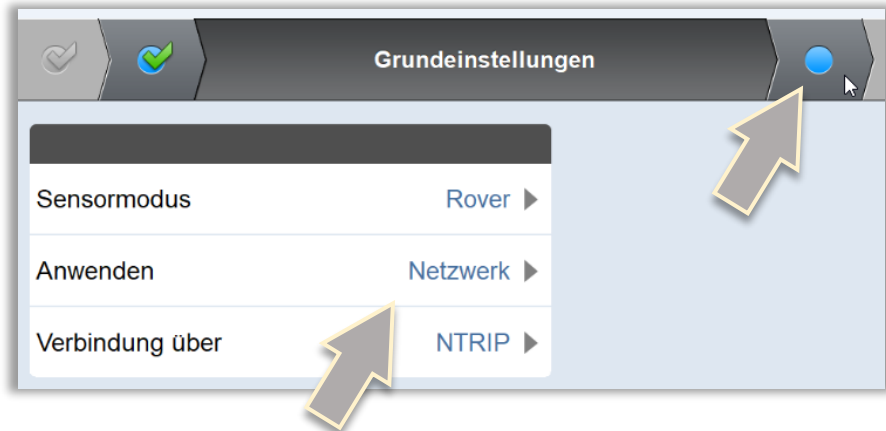 Grundeinstellungen
Sensormodus Rover
Anwenden Netzwerk
Verbindung über NTRIP